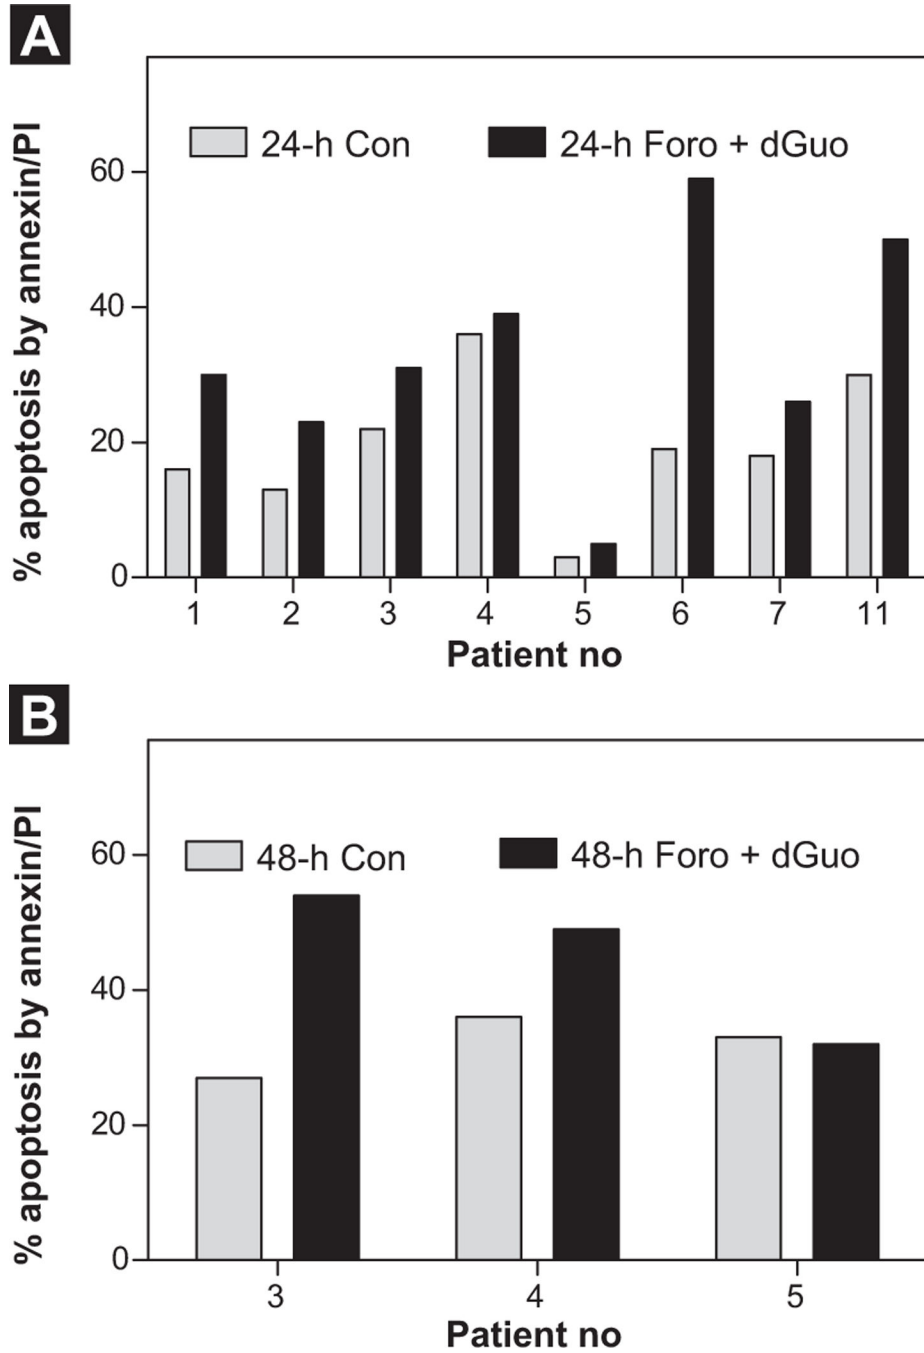 A
% apoptosis by annexin/PI
24-h Con 24-h Foro + dGuo
60
40
20
0
1 2 3 4 5 6 7 11
Patient no
B
% apoptosis by annexin/PI
48-h Con 48-h Foro + dGuo
60
40
20
0
3 4 5
Patient no